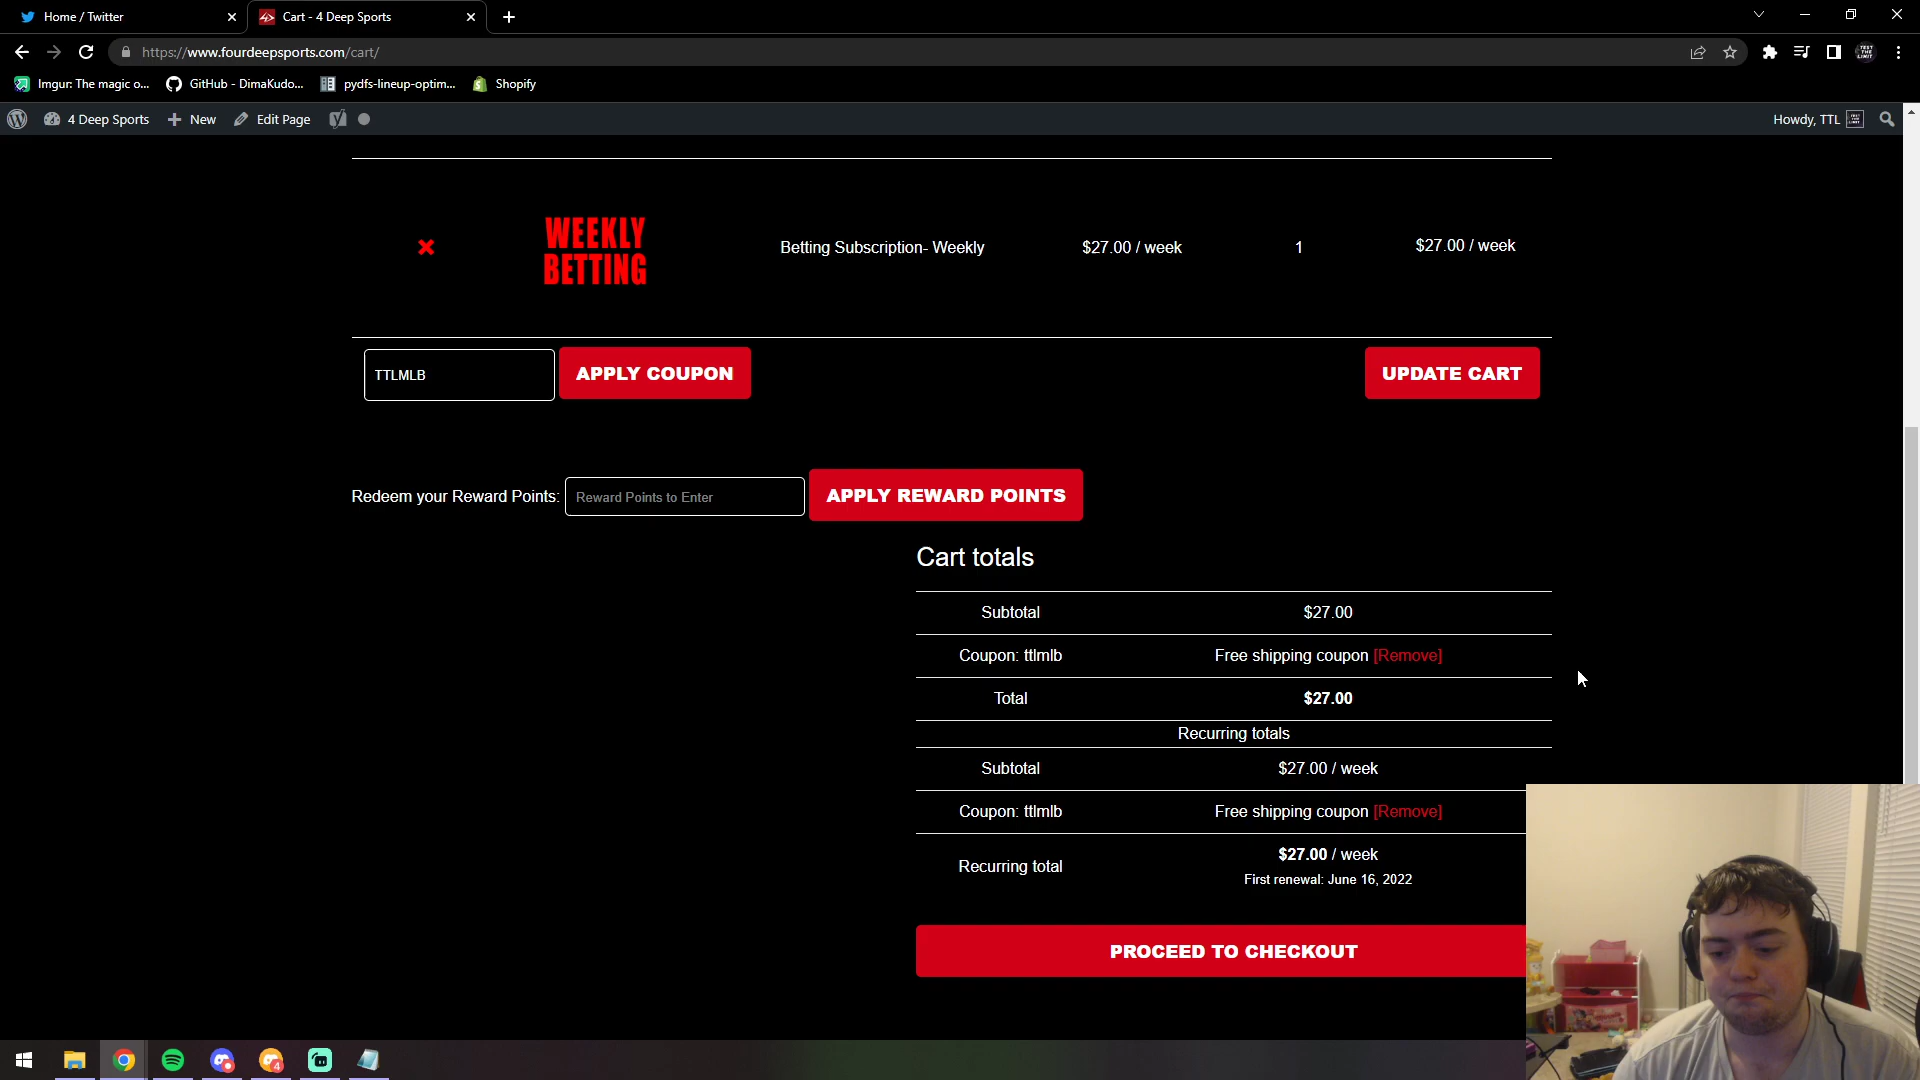 Home / Twitter
Cart - 4 Deep Sports
https://www.fourdeepsports.com/cart/
Imgur: The magic o...
GitHub - DimaKudo...
pydfs-lineup-optim...
Shopify
4 Deep Sports
New
Edit Page
Howdy, TTL
WEEKLY
BETTING
Betting Subscription- Weekly
$27.00 / week
1
$27.00 / week
TTLMLB
APPLY COUPON
UPDATE CART
Redeem your Reward Points:
Reward Points to Enter
APPLY REWARD POINTS
Cart totals
Subtotal
$27.00
Coupon: ttlmlb
Free shipping coupon [Remove]
Total
$27.00
Recurring totals
Subtotal
$27.00 / week
Coupon: ttlmlb
Free shipping coupon [Remove]
Recurring total
$27.00 / week
First renewal: June 16, 2022
PROCEED TO CHECKOUT
4